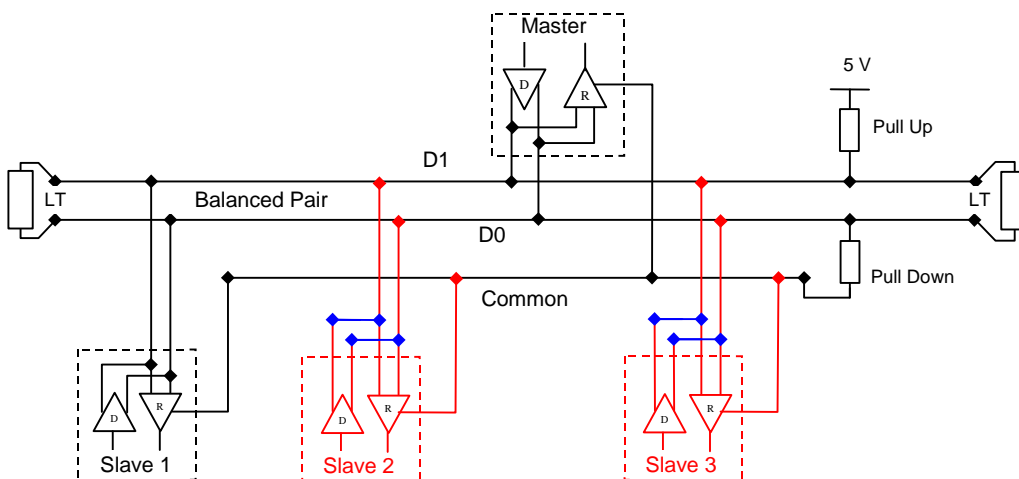 Master
5 V
D
R
Pull Up
D1
LT
Balanced Pair
LT
D0
Pull Down
Common
D
R
D
R
D
R
Slave 1
Slave 2
Slave 3